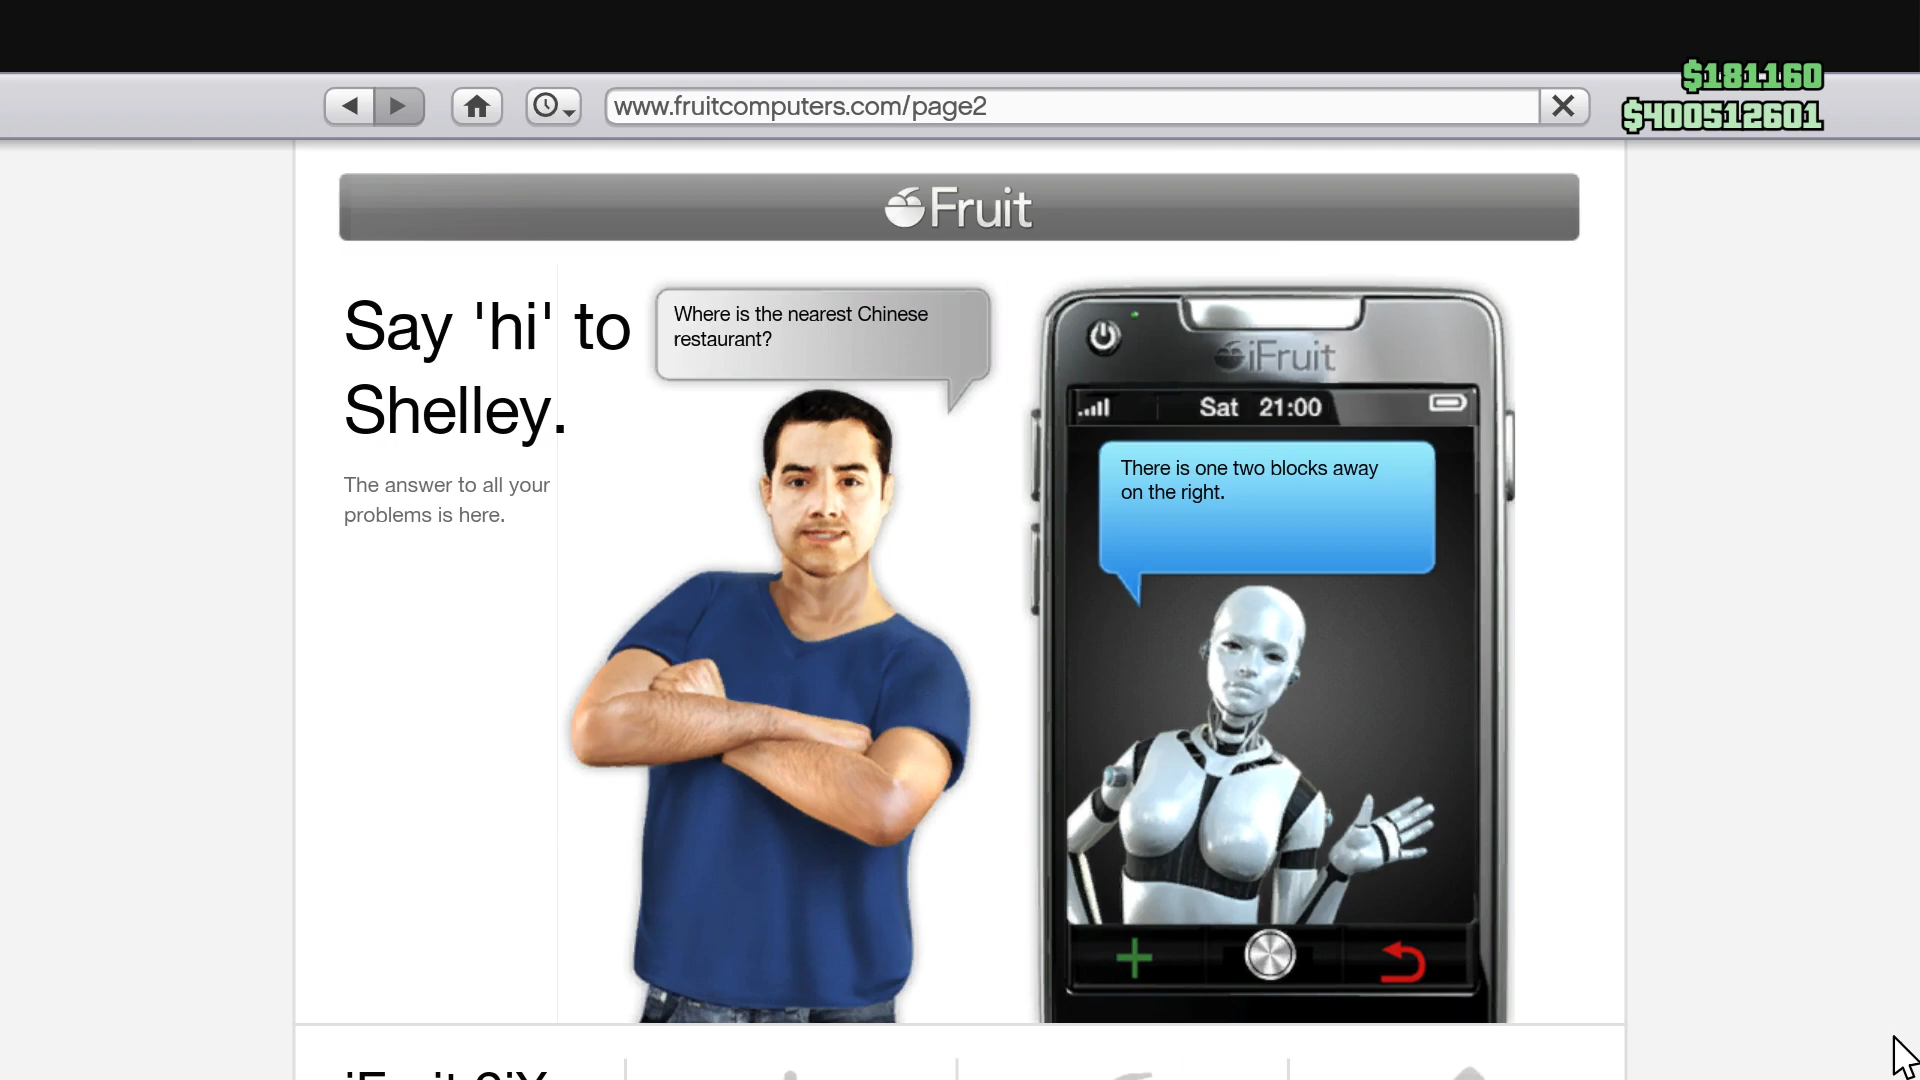 $181160
www.fruitcomputers.com/page2
$400512601
Fruit
Say 'hi' to
Shelley.
The answer to all your
problems is here.
Where is the nearest Chinese
restaurant?
iFruit
Sat 21:00
There is one two blocks away
on the right.